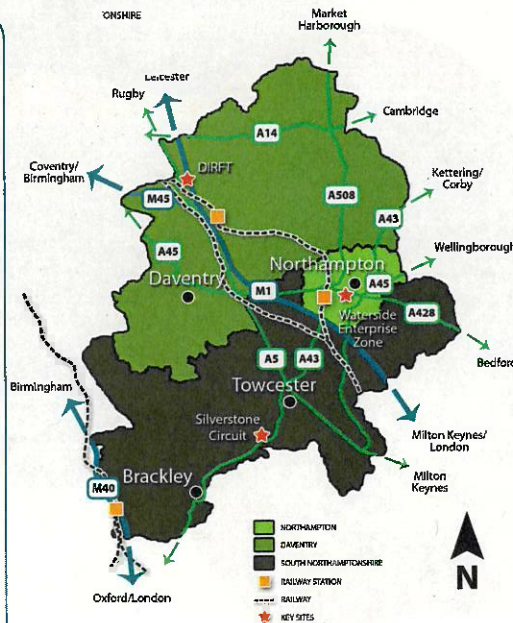 ONSHIRE
Market
Harborough
Leicester
Rugby
Cambridge
A14
DIRFT
Coventry/
Birmingham
M45
A508
Kettering/
Corby
A43
A45
Wellingborough
Northampton
Daventry
M1
A45
Waterside
Enterprise
Zone
A428
A5
A43
Bedford
Birmingham
Towcester
Silverstone
Circuit
Milton Keynes/
London
Milton
Keynes
Brackley
M40
Oxford/London
NORTHAMPTON
DAVENTRY
SOUTH NORTHAMPTONSHIRE
RAILWAY STATION
RAILWAY
KEY SITES
N